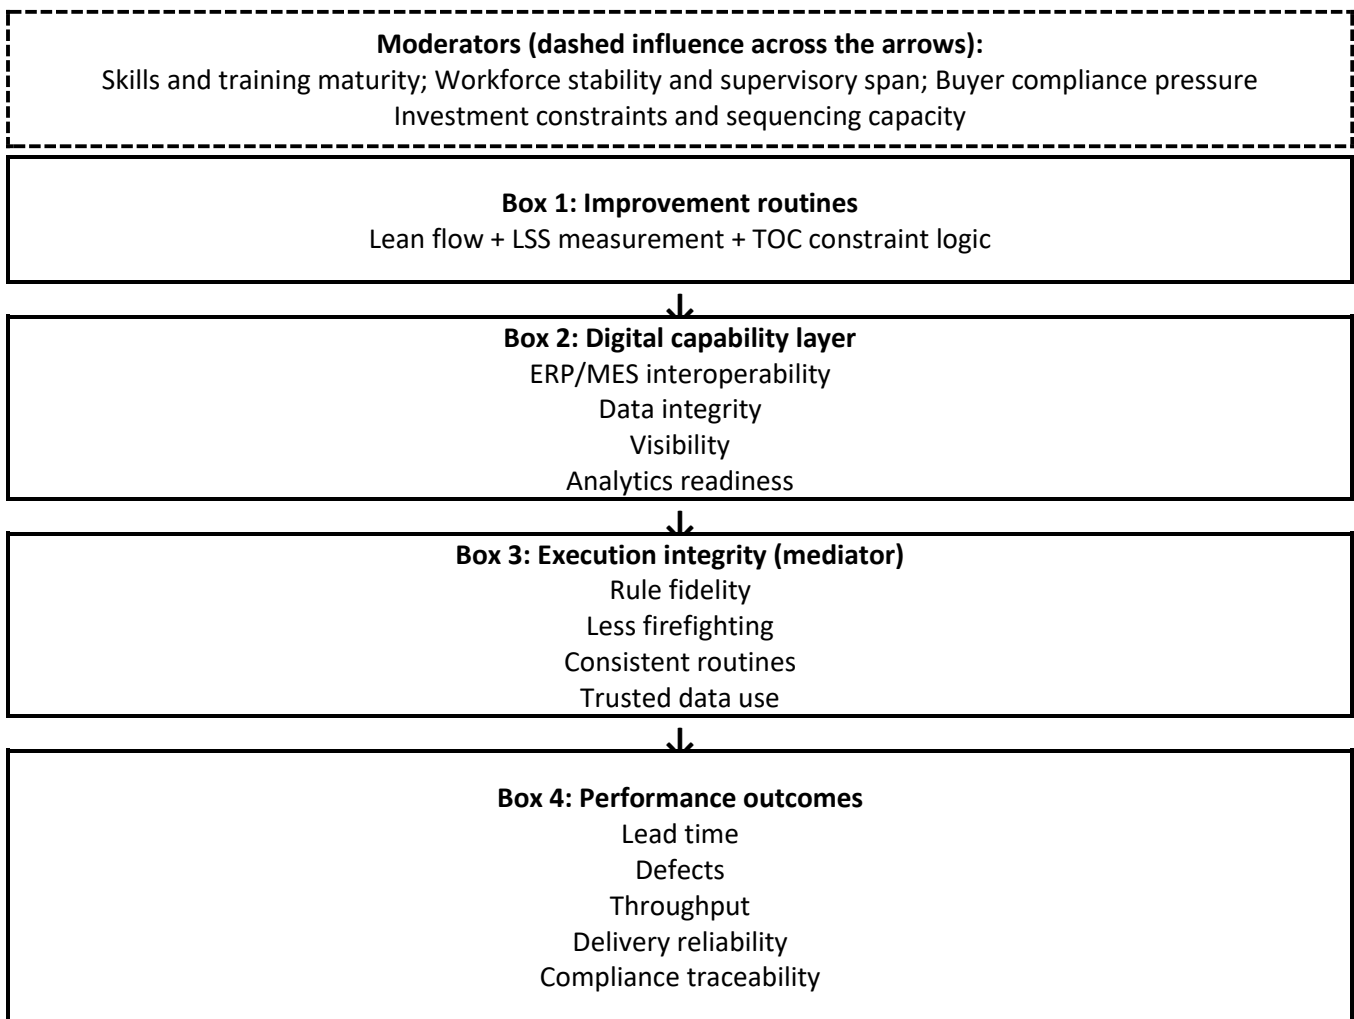 Moderators (dashed influence across the arrows):
Skills and training maturity; Workforce stability and supervisory span; Buyer compliance pressure
Investment constraints and sequencing capacity
Box 1: Improvement routines
Lean flow + LSS measurement + TOC constraint logic
Box 2: Digital capability layer
ERP/MES interoperability
Data integrity
Visibility
Analytics readiness
Box 3: Execution integrity (mediator)
Rule fidelity
Less firefighting
Consistent routines
Trusted data use
Box 4: Performance outcomes
Lead time
Defects
Throughput
Delivery reliability
Compliance traceability